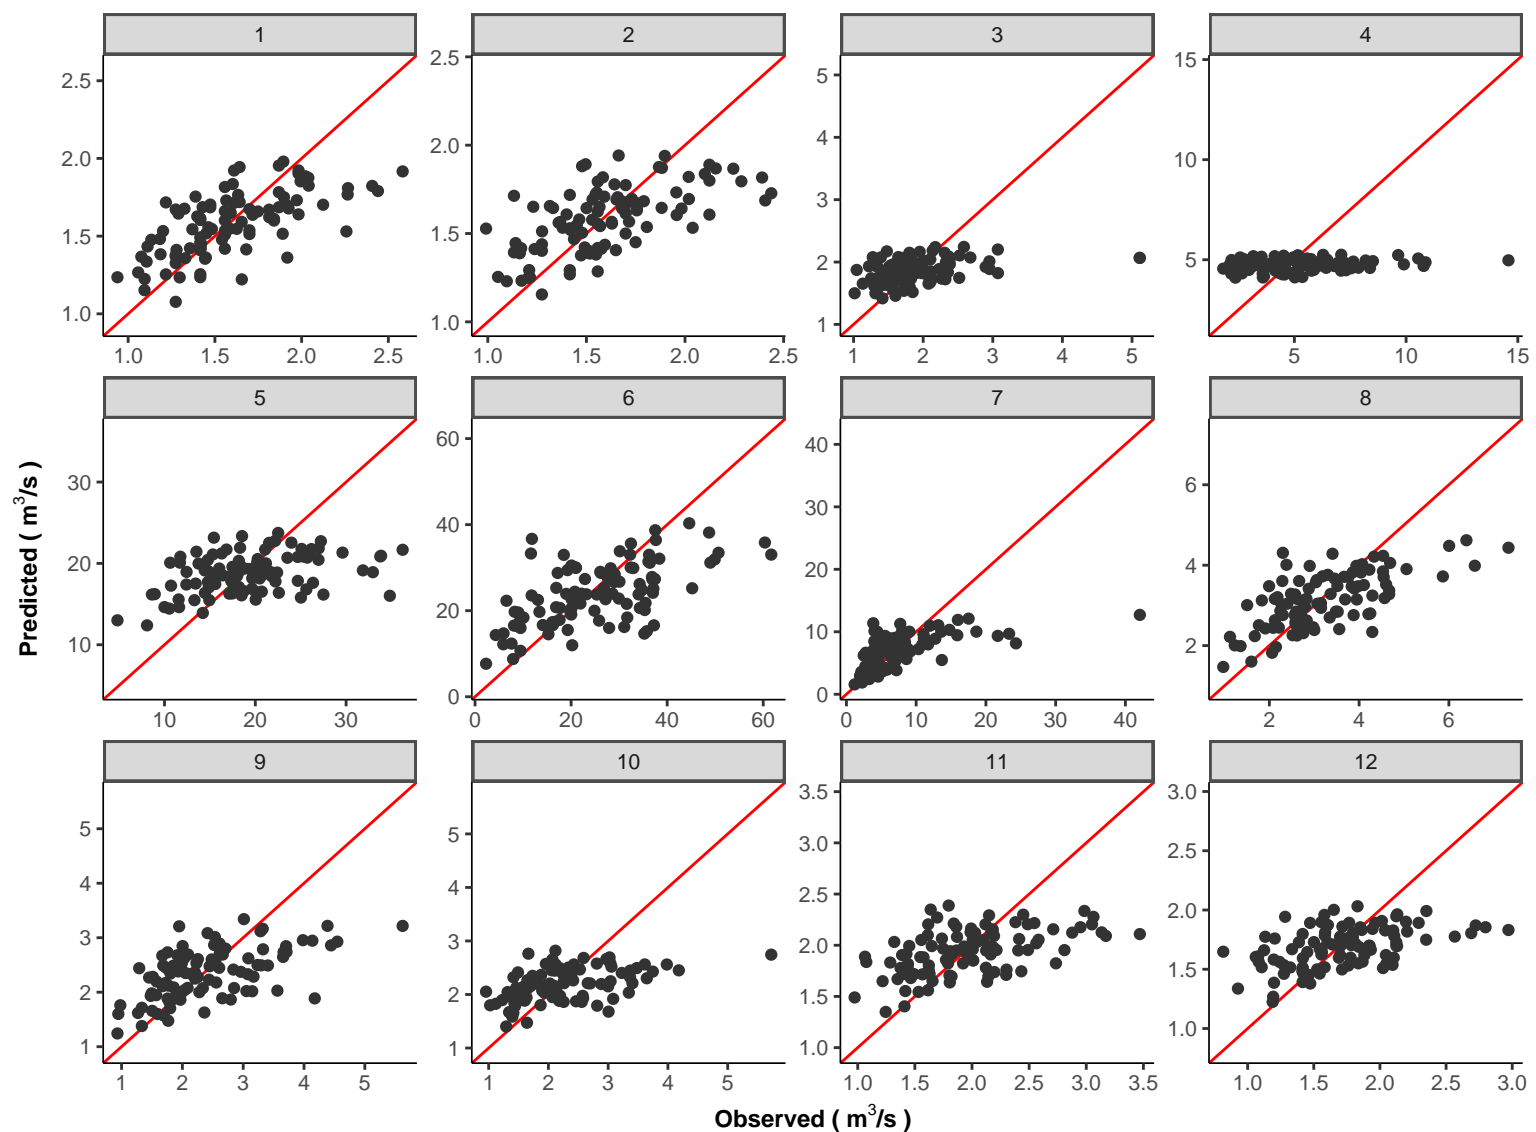 1 2 3 4
2.5 2.0 1.5 1.0
2.5 2.0 1.5 1.0
5 4 3 2 1
15 10 5
1.0 1.5 2.0 2.5
1.0 1.5 2.0 2.5
1 2 3 4 5
5 10 15
5 6 7 8
30 20 10
60 40 20 0
40 30 20 10 0
6 4 2
10 20 30
0 20 40 60
0 10 20 30 40
2 4 6
9 10 11 12
5 4 3 2 1
5 4 3 2 1
3.5 3.0 2.5 2.0 1.5 1.0
3.0 2.5 2.0 1.5 1.0
1 2 3 4 5
1 2 3 4 5
1.0 1.5 2.0 2.5 3.0 3.5
1.0 1.5 2.0 2.5 3.0
Predicted ( m³/s )
Observed ( m³/s )